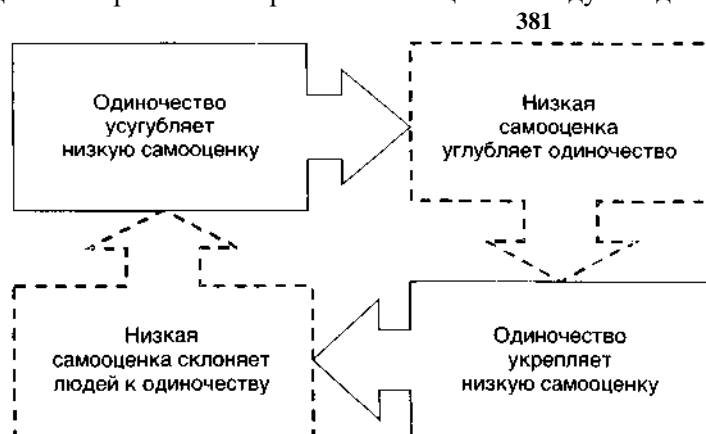 381
Одиночество
усугубляет
низкую самооценку
Низкая
самооценка
углубляет одиночество
Одиночество
укрепляет
низкую самооценку
Низкая
самооценка склоняет
людей к одиночеству